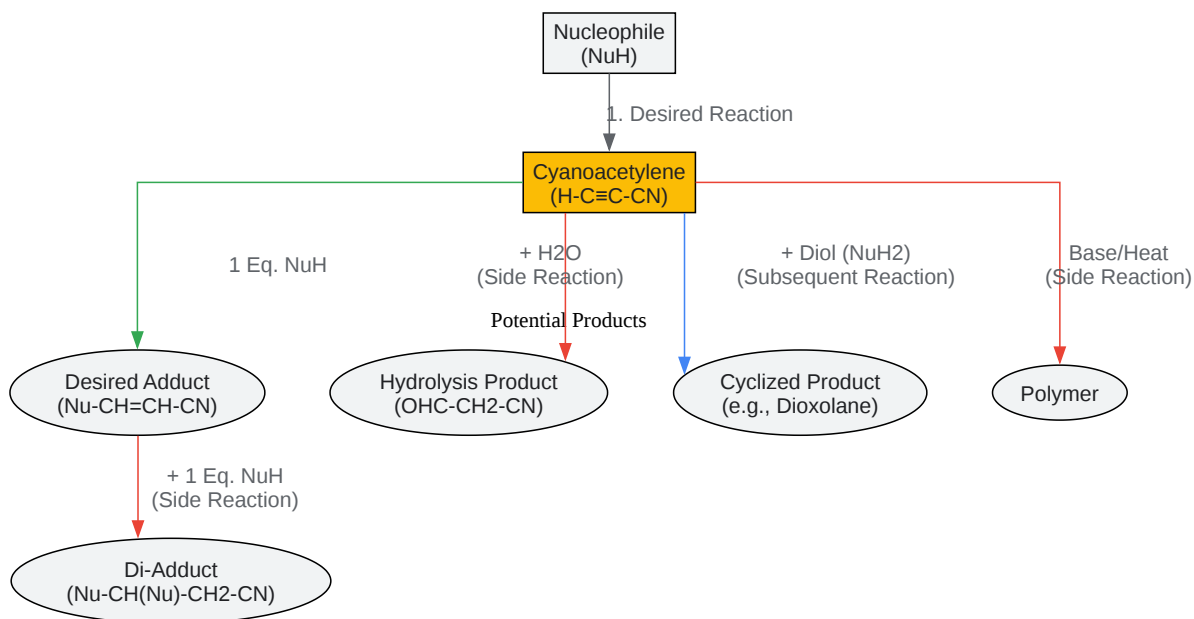 Nucleophile
(NuH)
1. Desired Reaction
Cyanoacetylene
(H-C≡C-CN)
1 Eq. NuH
+ H2O
(Side Reaction)
+ Diol (NuH2)
(Subsequent Reaction)
Base/Heat
(Side Reaction)
Potential Products
Desired Adduct
(Nu-CH=CH-CN)
Hydrolysis Product
(OHC-CH2-CN)
Cyclized Product
(e.g., Dioxolane)
Polymer
+ 1 Eq. NuH
(Side Reaction)
Di-Adduct
(Nu-CH(Nu)-CH2-CN)